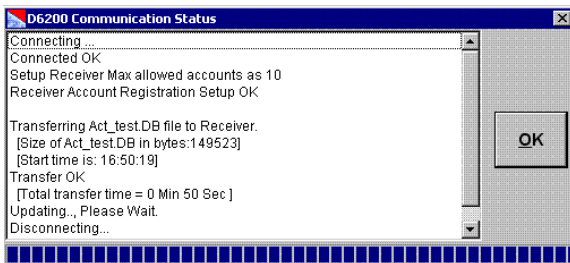 D6200 Communication Status
Connecting ...
Connected OK
Setup Receiver Max allowed accounts as 10
Receiver Account Registration Setup OK
Transferring Act_test.DB file to Receiver.
[Size of Act_test.DB in bytes:149523]
[Start time is: 16:50:19]
Transfer OK
[Total transfer time = 0 Min 50 Sec ]
Updating.., Please Wait.
Disconnecting...
OK